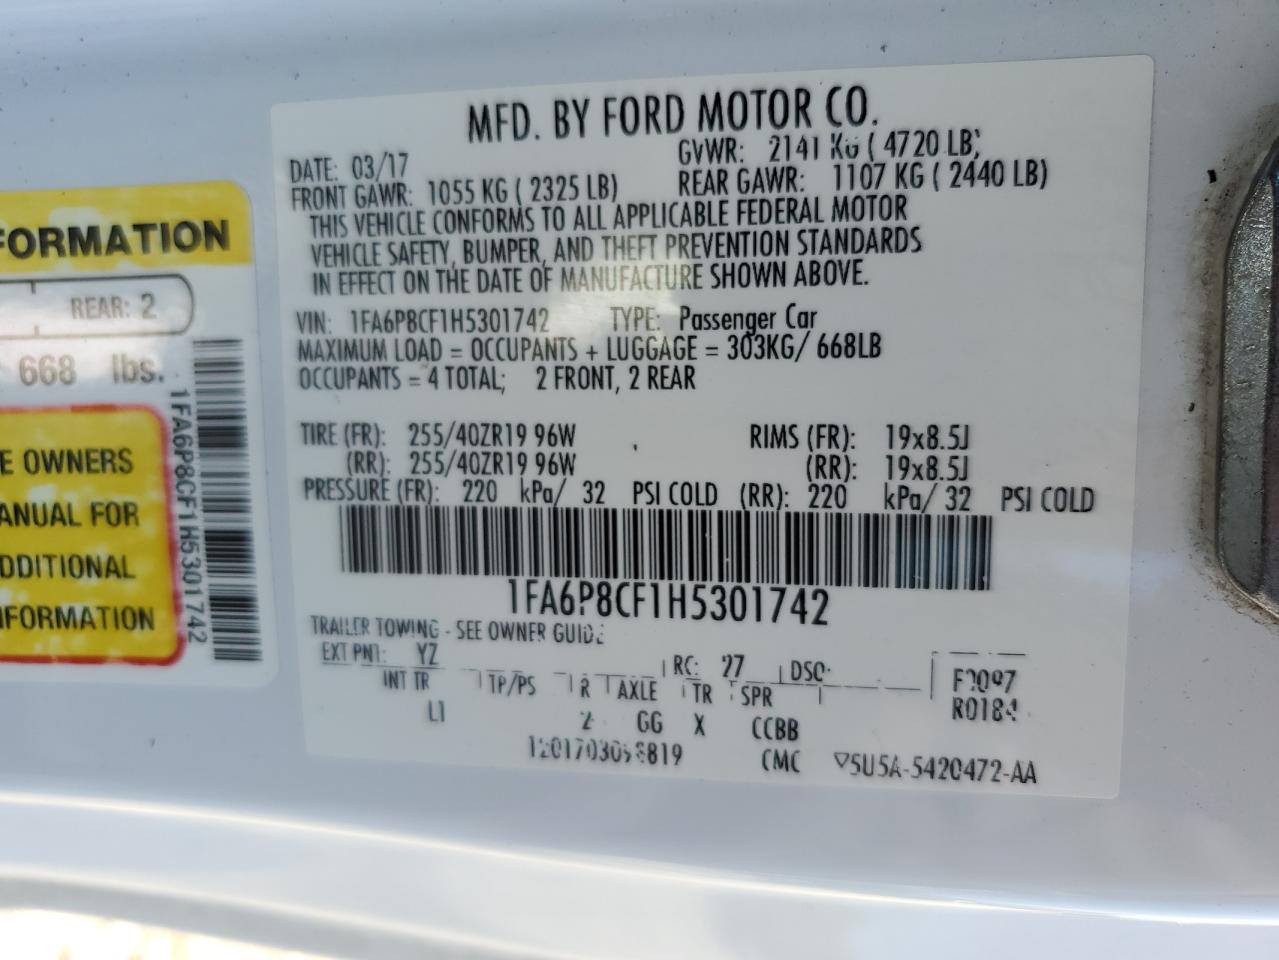 MFD. BY FORD MOTOR CO.
DATE: 03/17 GVWR: 2141 KG ( 4720 LB)
FRONT GAWR: 1055 KG ( 2325 LB) REAR GAWR: 1107 KG ( 2440 LB)
THIS VEHICLE CONFORMS TO ALL APPLICABLE FEDERAL MOTOR
VEHICLE SAFETY, BUMPER, AND THEFT PREVENTION STANDARDS
IN EFFECT ON THE DATE OF MANUFACTURE SHOWN ABOVE.
VIN: 1FA6P8CF1H5301742 TYPE: Passenger Car
MAXIMUM LOAD = OCCUPANTS + LUGGAGE = 303KG/ 668LB
OCCUPANTS = 4 TOTAL; 2 FRONT, 2 REAR
TIRE (FR): 255/40ZR19 96W RIMS (FR): 19x8.5J
(RR): 255/40ZR19 96W (RR): 19x8.5J
PRESSURE (FR): 220 kPa/ 32 PSI COLD (RR): 220 kPa/ 32 PSI COLD
1FA6P8CF1H5301742
TRAILER TOWING - SEE OWNER GUIDE
EXT PNT: YZ RC: 27 DSO:
INT TR TP/PS R AXLE TR SPR
LI 2 GG X CCBB
CMC 5U5A-5420472-AA
FORMATION
REAR: 2
668 lbs.
E OWNERS
ANUAL FOR
DDITIONAL
NFORMATION
1FA6P8CF1H5301742